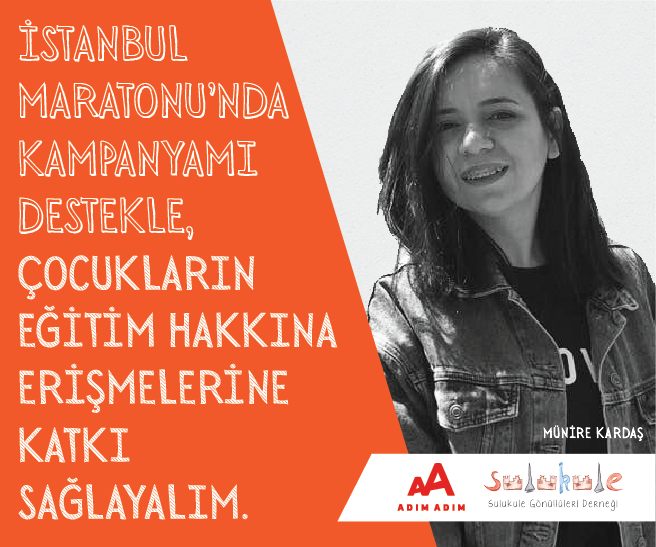 İSTANBUL
MARATONU'NDA
KAMPANYAMI
DESTEKLE,
ÇOCUKLARIN
EĞİTİM HAKKINA
ERİŞMELERİNE
KATKI
SAĞLAYALIM.
OV
MÜNİRE KARDAŞ
AA
ADIM ADIM
Sulukule
Sulukule Gönüllüleri Derneği